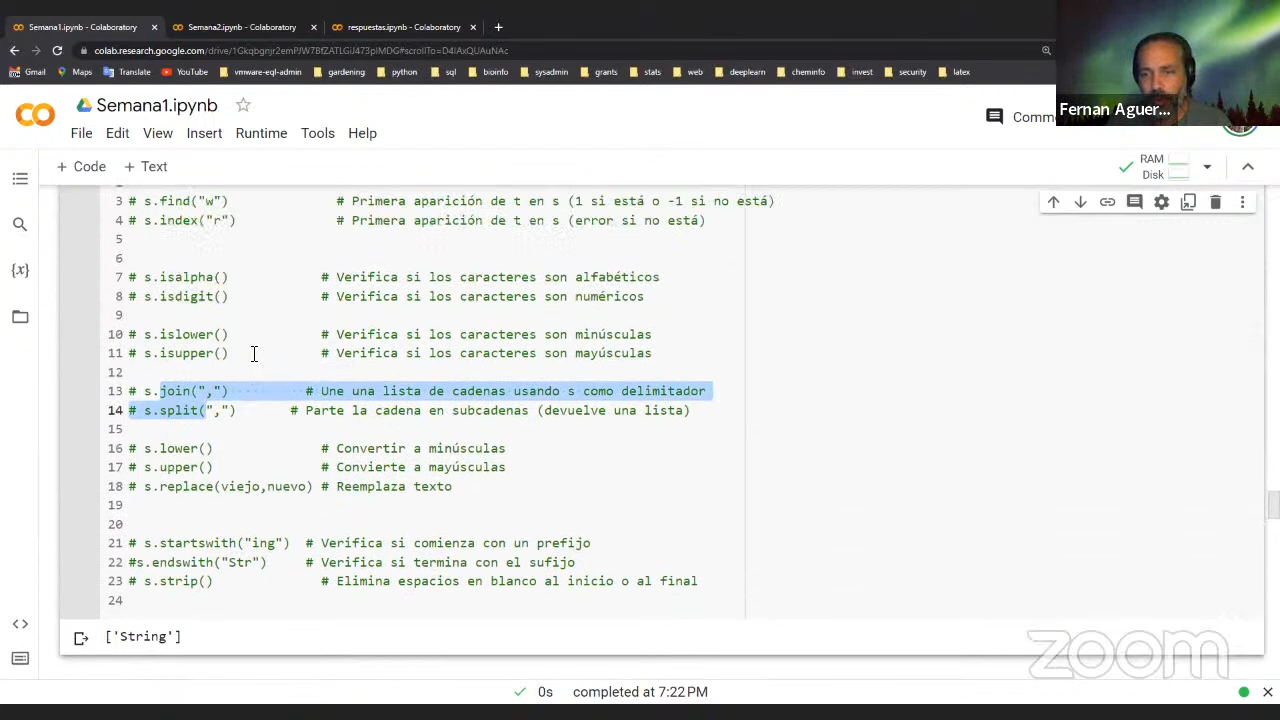 Semana1.ipynb - Colaboratory
Semana2.ipynb - Colaboratory
respuestas.ipynb - Colaboratory
colab.research.google.com/drive/1Gkqbgnjr2emPJW7BfZATLGiJ473pIMDG#scrollTo=D4lAxQUAuNAc
Gmail Maps Translate YouTube vmware-eql-admin gardening python sql bioinfo sysadmin grants stats web deeplearn cheminfo invest security latex
Fernan Aguer...
Semana1.ipynb
File Edit View Insert Runtime Tools Help
Comm
+ Code + Text
RAM
Disk
3 # s.find("w") # Primera aparición de t en s (1 si está o -1 si no está)
4 # s.index("r") # Primera aparición de t en s (error si no está)
5
6
7 # s.isalpha() # Verifica si los caracteres son alfabéticos
8 # s.isdigit() # Verifica si los caracteres son numéricos
9
10 # s.islower() # Verifica si los caracteres son minúsculas
11 # s.isupper() # Verifica si los caracteres son mayúsculas
12
13 # s.join(",") # Une una lista de cadenas usando s como delimitador
14 # s.split(",") # Parte la cadena en subcadenas (devuelve una lista)
15
16 # s.lower() # Convertir a minúsculas
17 # s.upper() # Convierte a mayúsculas
18 # s.replace(viejo,nuevo) # Reemplaza texto
19
20
21 # s.startswith("ing") # Verifica si comienza con un prefijo
22 #s.endswith("Str") # Verifica si termina con el sufijo
23 # s.strip() # Elimina espacios en blanco al inicio o al final
24
['String']
zoom
0s completed at 7:22 PM